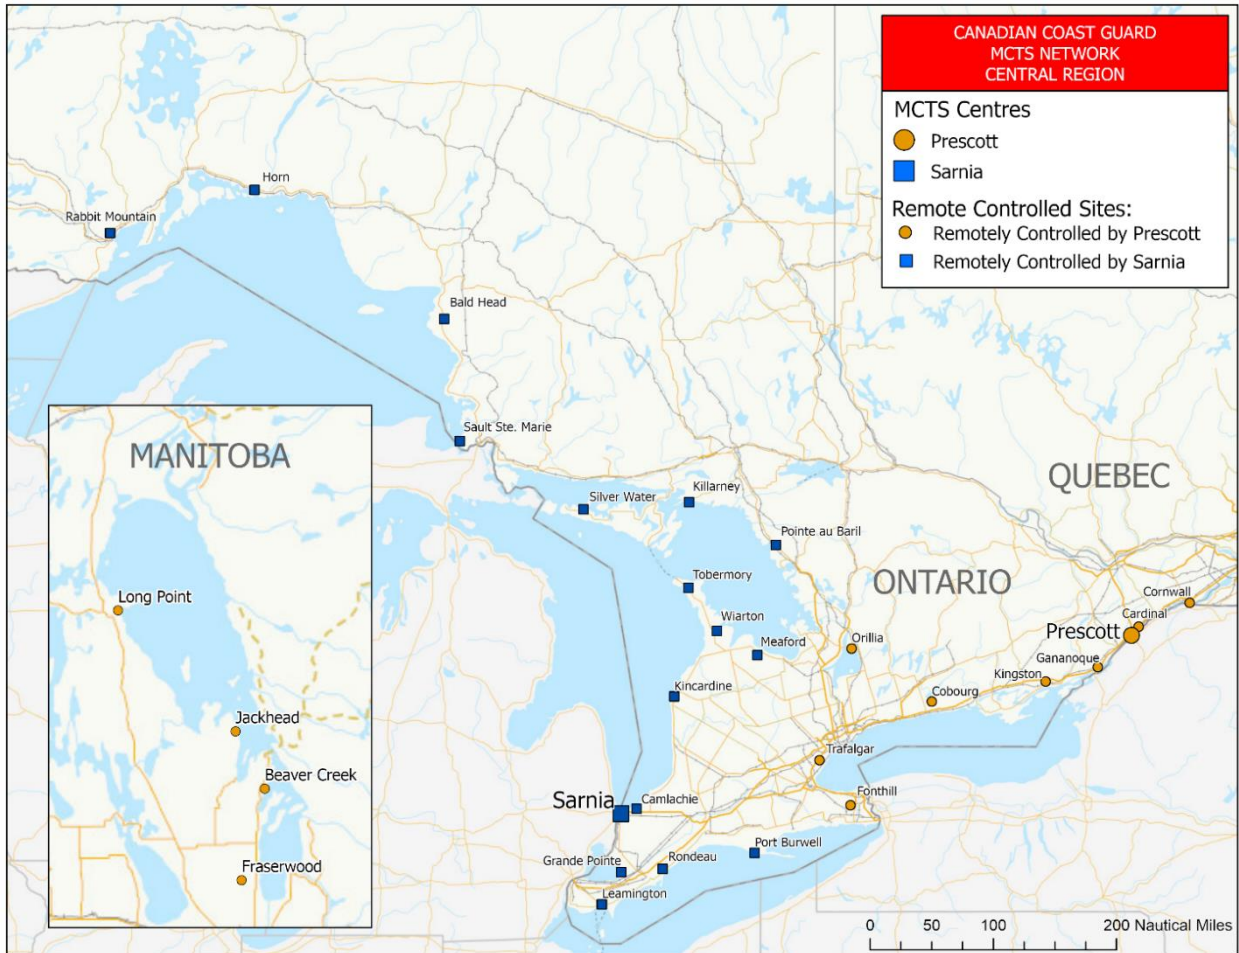 CANADIAN COAST GUARD
MCTS NETWORK
CENTRAL REGION
MCTS Centres
Prescott
Sarnia
Remote Controlled Sites:
Remotely Controlled by Prescott
Remotely Controlled by Sarnia
Horn
Rabbit Mountain
Bald Head
Sault Ste. Marie
MANITOBA
QUEBEC
Silver Water
Killarney
Pointe au Baril
ONTARIO
Tobermory
Cornwall
Long Point
Cardinal
Wiarton
Prescott
Meaford
Orillia
Gananoque
Kingston
Kincardine
Cobourg
Jackhead
Trafalgar
Beaver Creek
Sarnia
Camlachie
Fonthill
Port Burwell
Grande Pointe
Rondeau
Fraserwood
Leamington
0 50 100 200 Nautical Miles